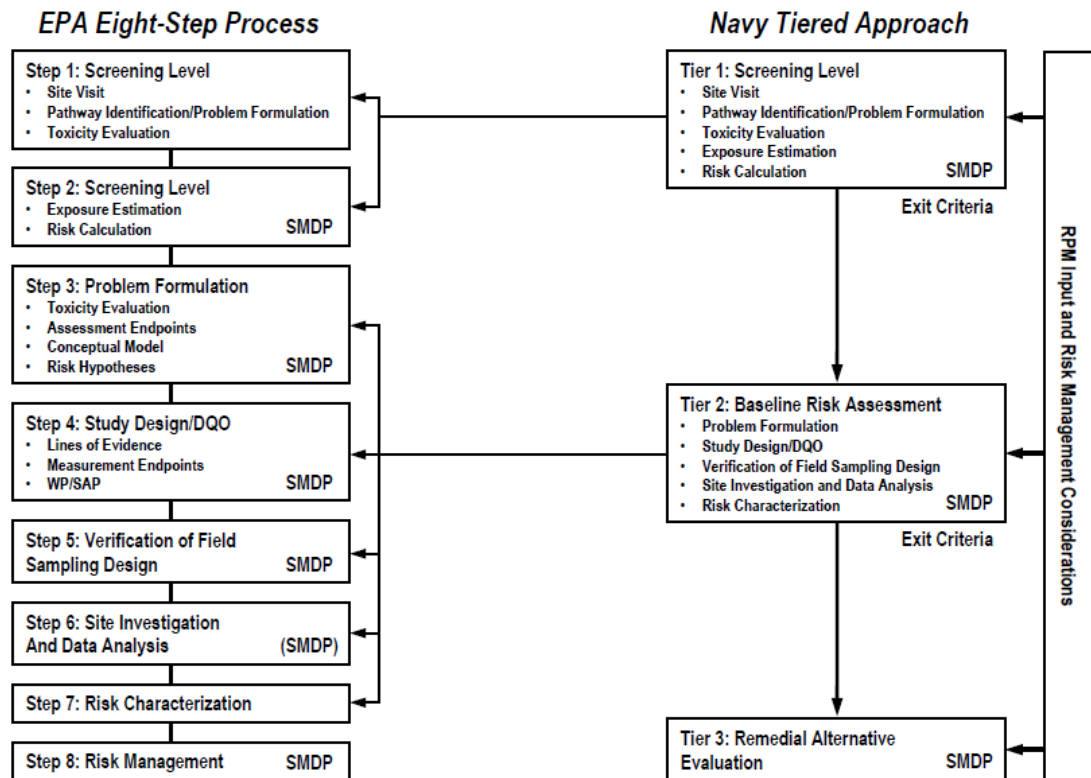 EPA Eight-Step Process
Step 1: Screening Level
• Site Visit
• Pathway Identification/Problem Formulation
• Toxicity Evaluation
Step 2: Screening Level
• Exposure Estimation
• Risk Calculation
SMDP
Step 3: Problem Formulation
• Toxicity Evaluation
• Assessment Endpoints
• Conceptual Model
• Risk Hypotheses
SMDP
Step 4: Study Design/DQO
• Lines of Evidence
• Measurement Endpoints
• WP/SAP
SMDP
Step 5: Verification of Field
Sampling Design
SMDP
Step 6: Site Investigation
And Data Analysis
(SMDP)
Step 7: Risk Characterization
Step 8: Risk Management
SMDP
Navy Tiered Approach
Tier 1: Screening Level
• Site Visit
• Pathway Identification/Problem Formulation
• Toxicity Evaluation
• Exposure Estimation
• Risk Calculation
SMDP
Exit Criteria
Tier 2: Baseline Risk Assessment
• Problem Formulation
• Study Design/DQO
• Verification of Field Sampling Design
• Site Investigation and Data Analysis
• Risk Characterization
SMDP
Exit Criteria
Tier 3: Remedial Alternative
Evaluation
SMDP
RPM Input and Risk Management Considerations